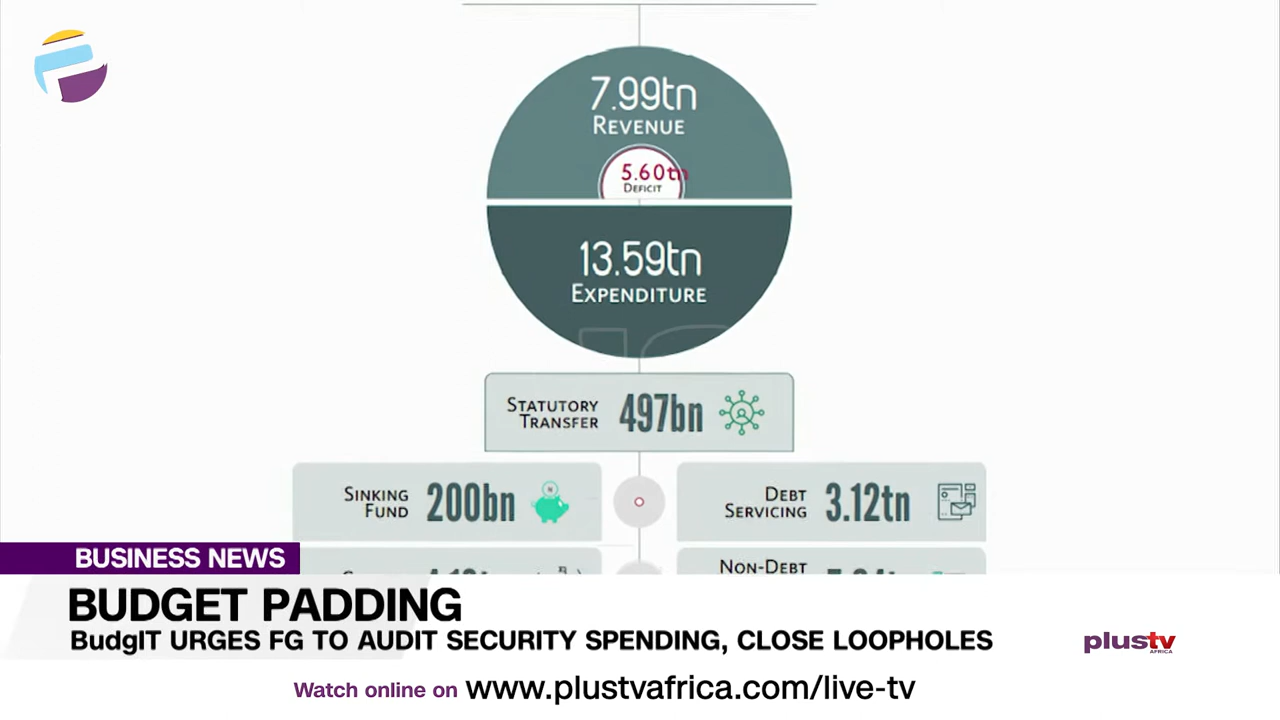 7.99tn
REVENUE
5.60tn
DEFICIT
13.59tn
EXPENDITURE
STATUTORY
TRANSFER
497bn
SINKING
FUND
200bn
DEBT
SERVICING
3.12tn
NON-DEBT
BUSINESS NEWS
BUDGET PADDING
BudgIT URGES FG TO AUDIT SECURITY SPENDING, CLOSE LOOPHOLES
plustv
AFRICA
Watch online on www.plustvafrica.com/live-tv